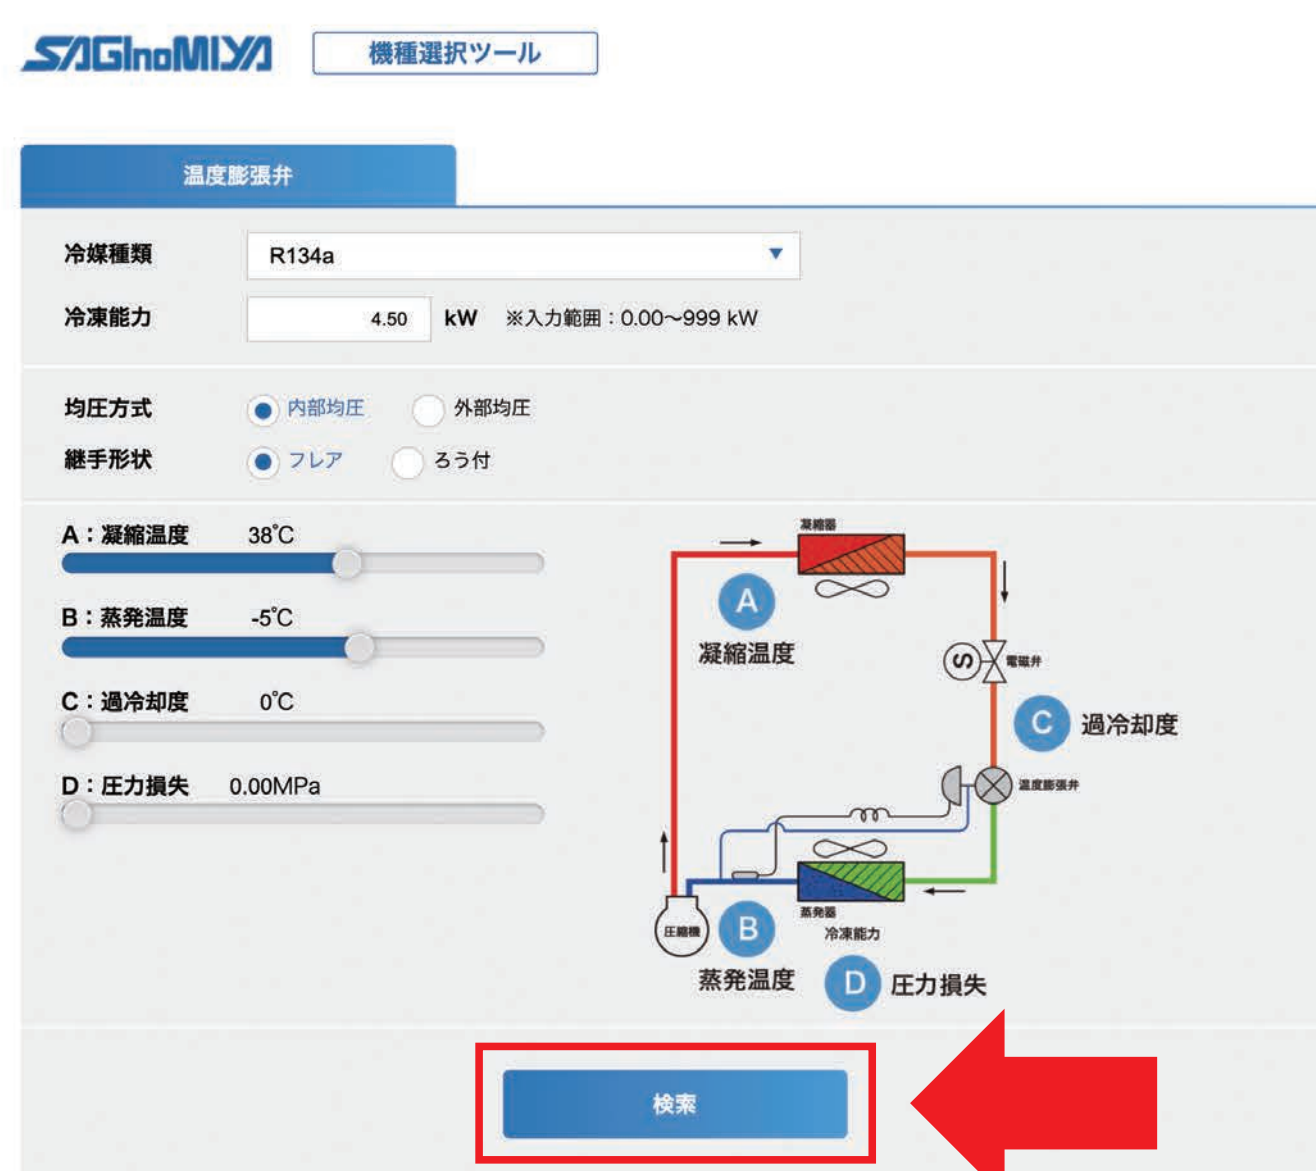 SAGInoMIYA 機種選択ツール
温度膨張弁
冷媒種類 R134a
冷凍能力 4.50 kW ※入力範囲：0.00〜999 kW
均圧方式 内部均圧 外部均圧
継手形状 フレア ろう付
A：凝縮温度 38℃
B：蒸発温度 -5℃
C：過冷却度 0℃
D：圧力損失 0.00MPa
凝縮器
A
凝縮温度
S 電磁弁
C 過冷却度
温度膨張弁
圧縮機
蒸発器
冷凍能力
B
蒸発温度
D 圧力損失
検索